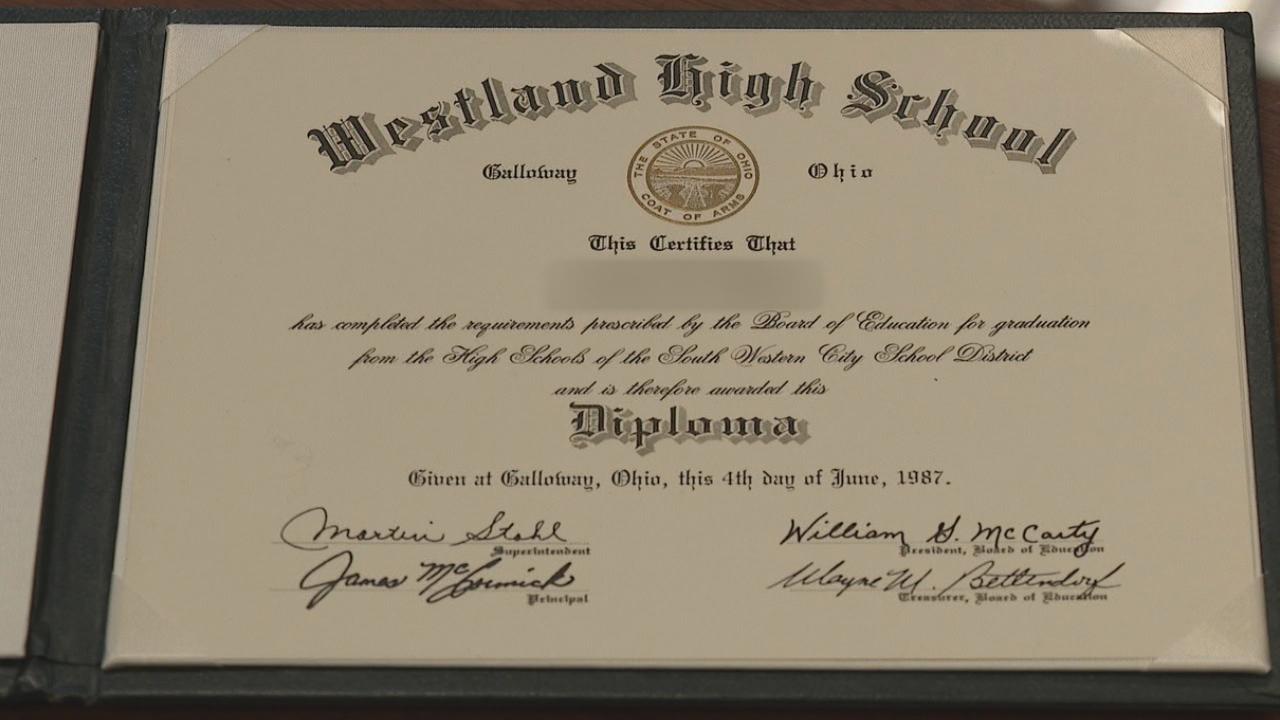 Westland High School
Galloway
THE STATE OF OHIO
COAT OF ARMS
Ohio
This Certifies That
has completed the requirements prescribed by the Board of Education for graduation
from the High Schools of the South Western City School District
and is therefore awarded this
Diploma
Given at Galloway, Ohio, this 4th day of June, 1987.
Martin Stahl
Superintendent
William G. McCarty
President, Board of Education
James McCormick
Principal
Wayne W. Bettendorf
Treasurer, Board of Education